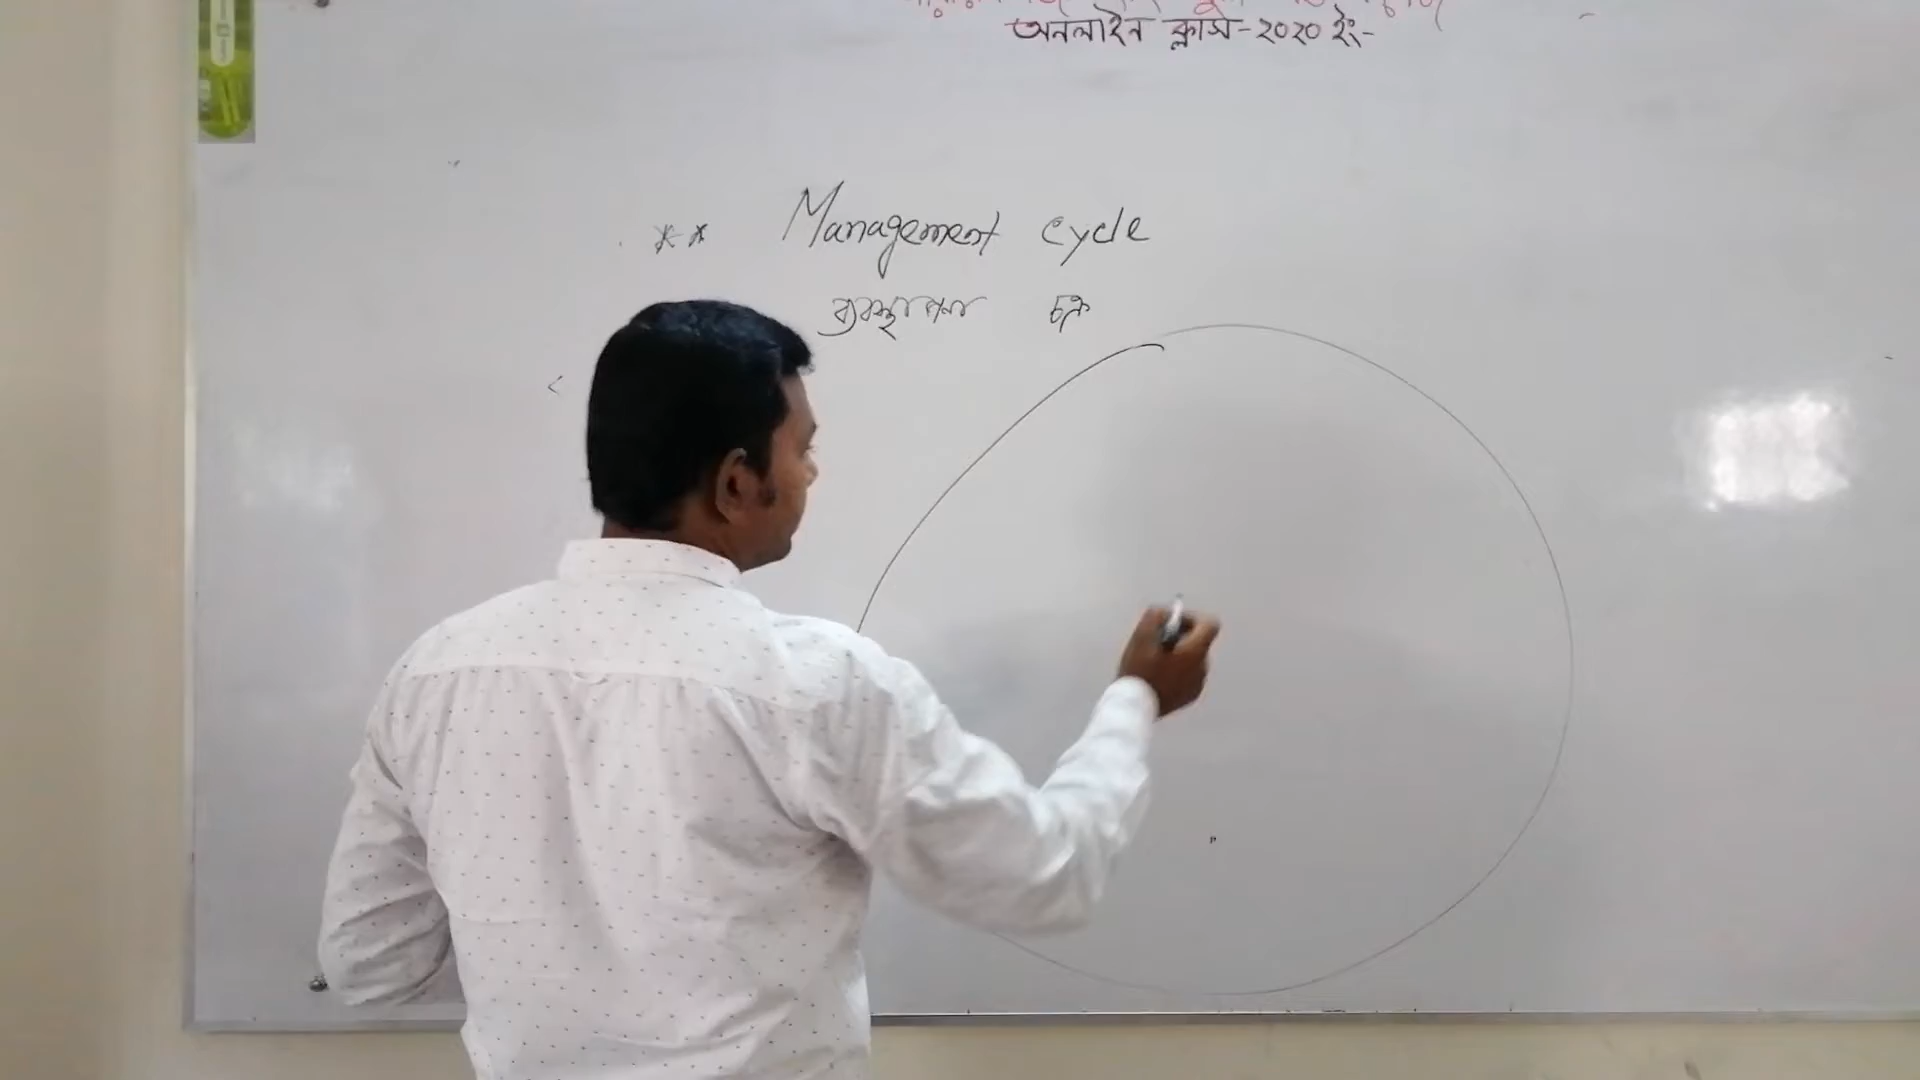 অনলাইন ক্লাস-২০২০ ইং-
** Management cycle
ব্যবস্থাপনা চক্র